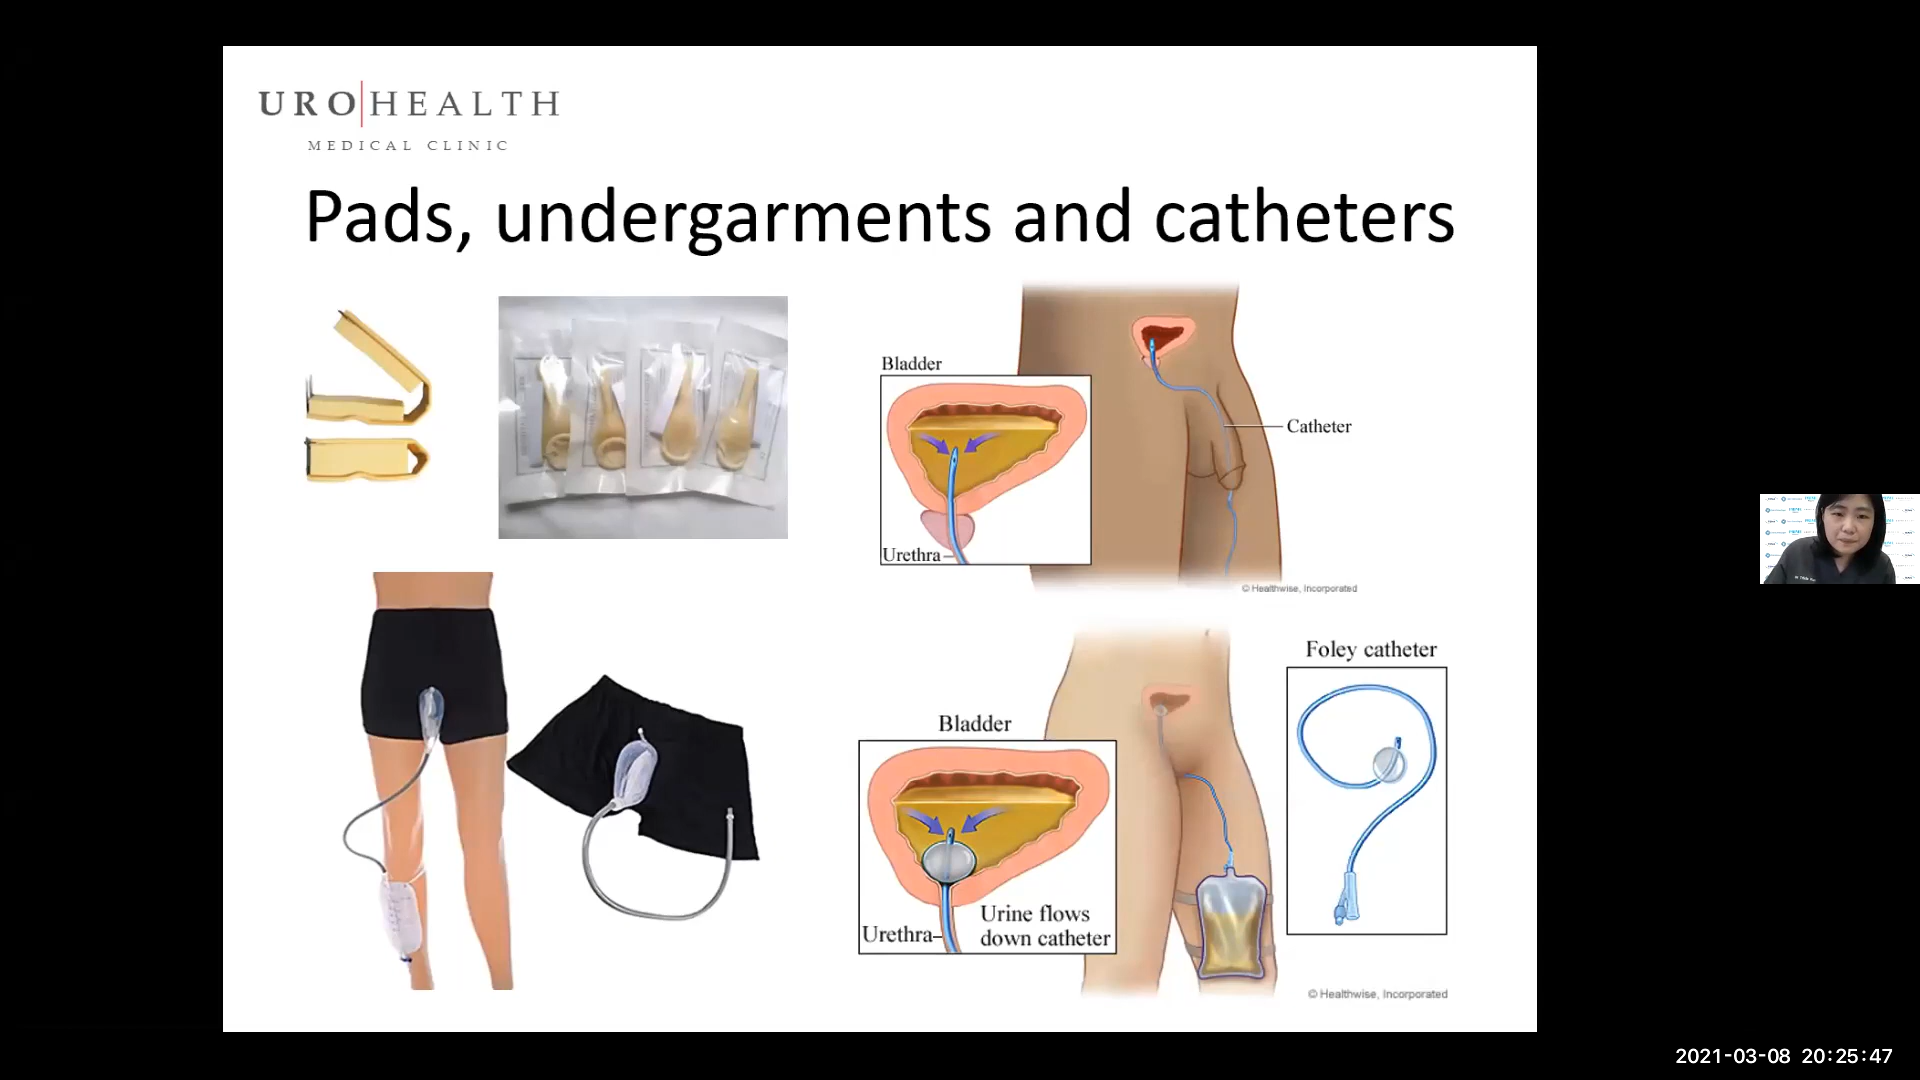 URO|HEALTH
MEDICAL CLINIC
Pads, undergarments and catheters
Bladder
Urethra
Catheter
© Healthwise, Incorporated
Bladder
Urethra
Urine flows
down catheter
Foley catheter
© Healthwise, Incorporated
2021-03-08 20:25:47